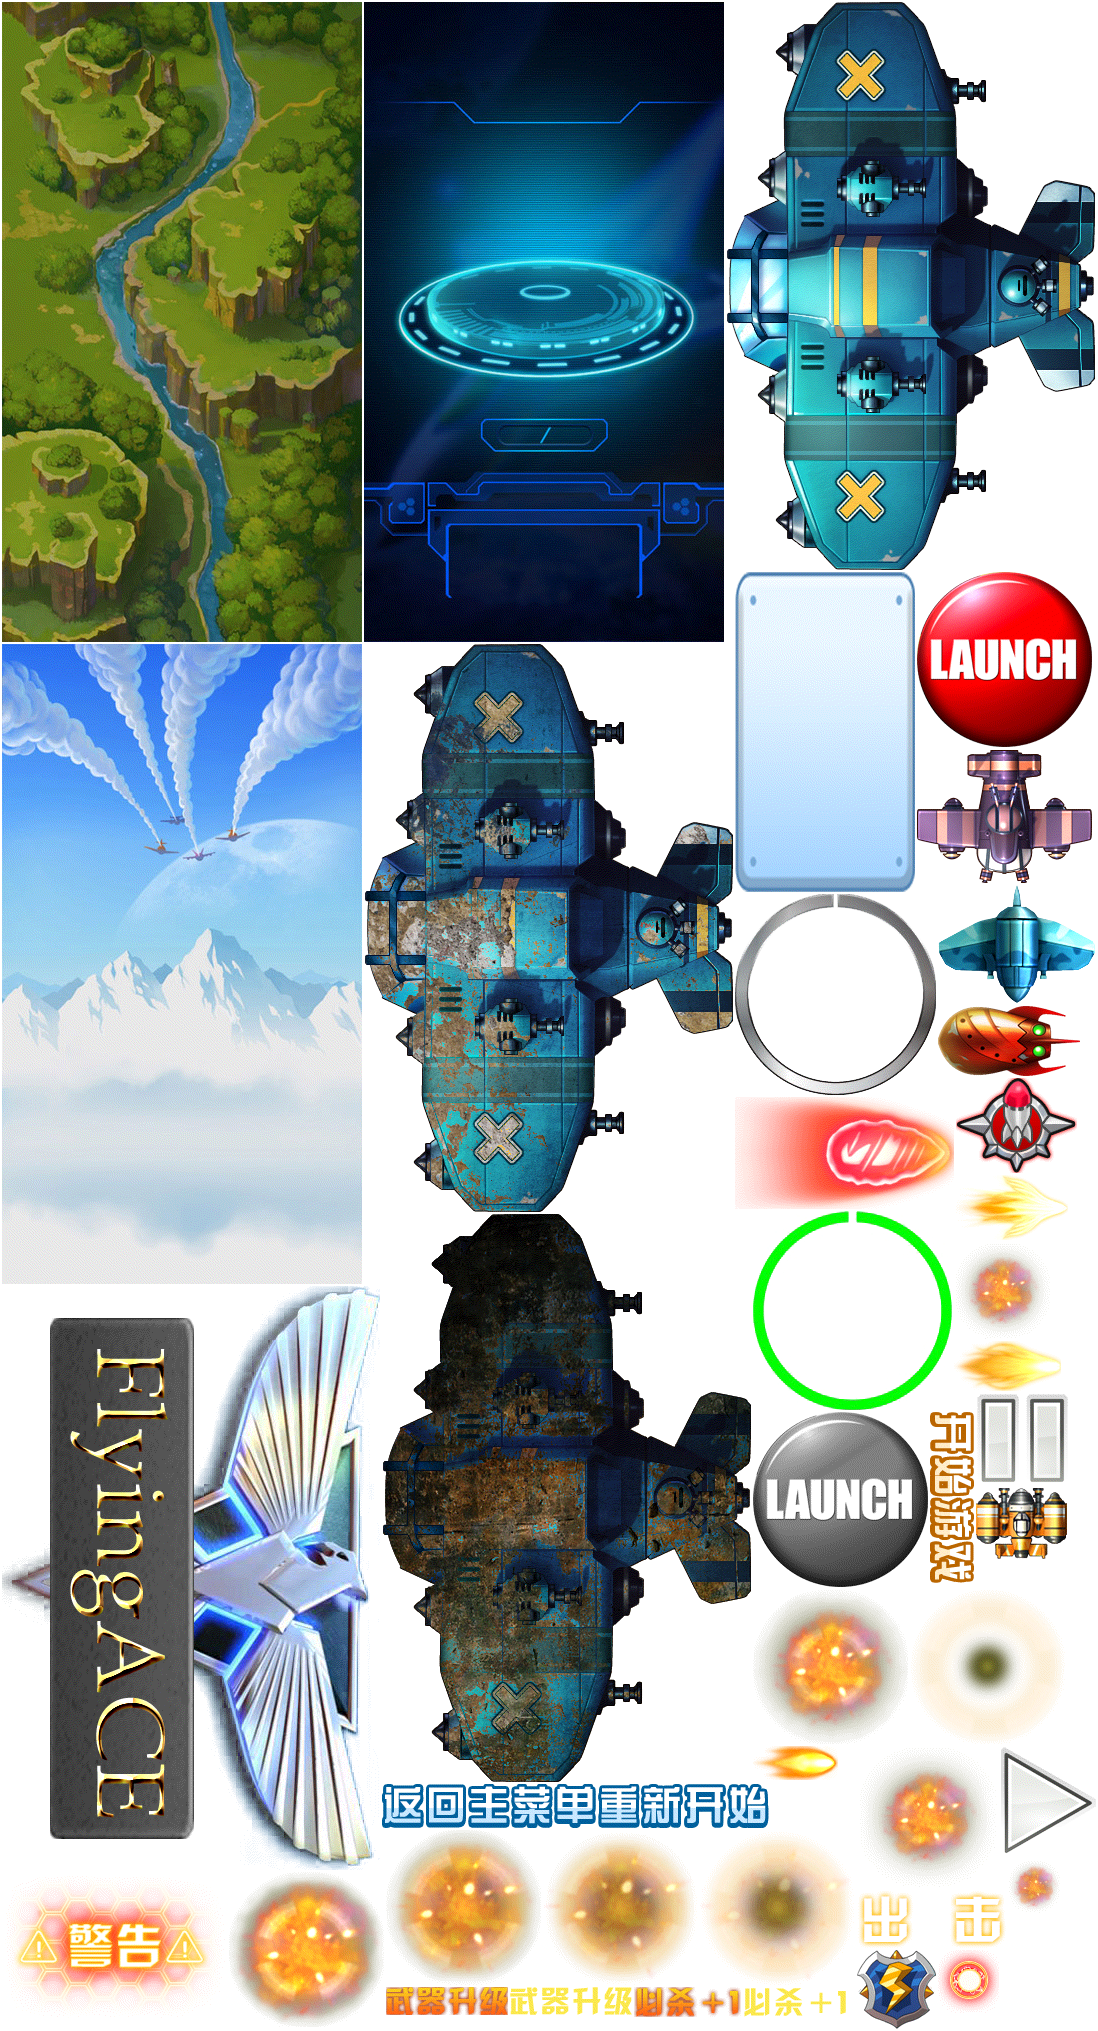 LAUNCH
开始游戏
LAUNCH
FlyingACE
返回主菜单重新开始
出 击
警告
武器升级武器升级必杀+1必杀+1